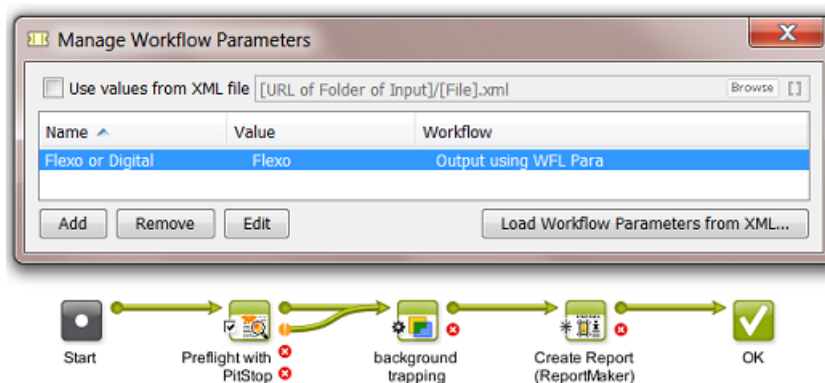 Manage Workflow Parameters
X
Use values from XML file [URL of Folder of Input]/[File].xml Browse []
Name Value Workflow
Flexo or Digital Flexo Output using WFL Para
Add Remove Edit Load Workflow Parameters from XML...
Start
Preflight with
PitStop
background
trapping
Create Report
(ReportMaker)
OK